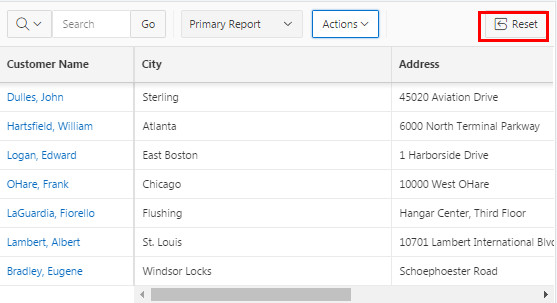 Search Go Primary Report Actions Reset
Customer Name City Address
Dulles, John Sterling 45020 Aviation Drive
Hartsfield, William Atlanta 6000 North Terminal Parkway
Logan, Edward East Boston 1 Harborside Drive
OHare, Frank Chicago 10000 West OHare
LaGuardia, Fiorello Flushing Hangar Center, Third Floor
Lambert, Albert St. Louis 10701 Lambert International Blvd
Bradley, Eugene Windsor Locks Schoephoester Road